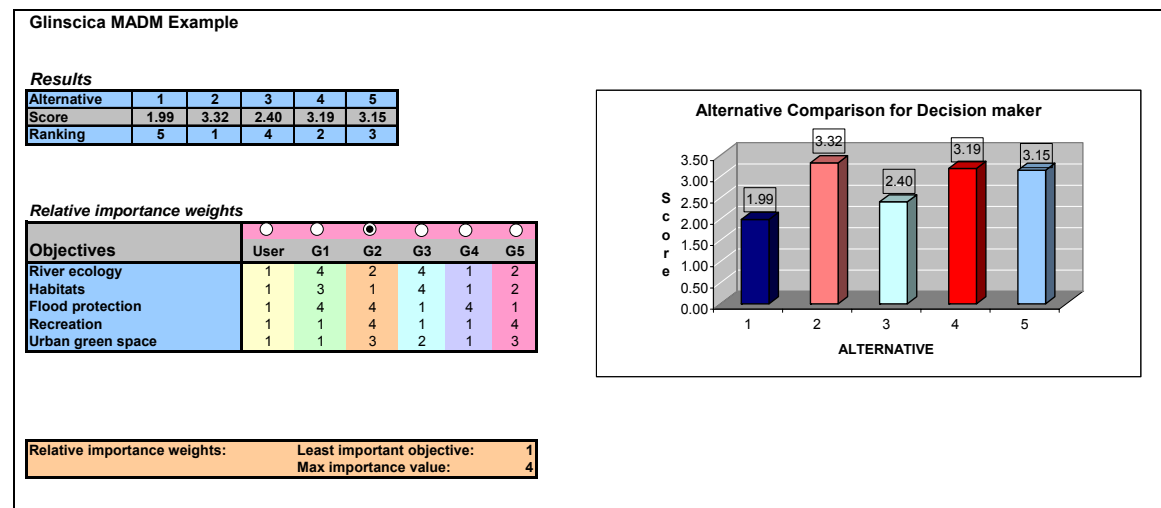 Glinscica MADM Example
Results
Alternative 1 2 3 4 5
Score 1.99 3.32 2.40 3.19 3.15
Ranking 5 1 4 2 3
Relative importance weights
Objectives User G1 G2 G3 G4 G5
River ecology 1 4 2 4 1 2
Habitats 1 3 1 4 1 2
Flood protection 1 4 4 1 4 1
Recreation 1 1 4 1 1 4
Urban green space 1 1 3 2 1 3
Relative importance weights: Least important objective: 1
Max importance value: 4
Alternative Comparison for Decision maker
Score
3.50
3.00
2.50
2.00
1.50
1.00
0.50
0.00
1.99 3.32 2.40 3.19 3.15
1 2 3 4 5
ALTERNATIVE